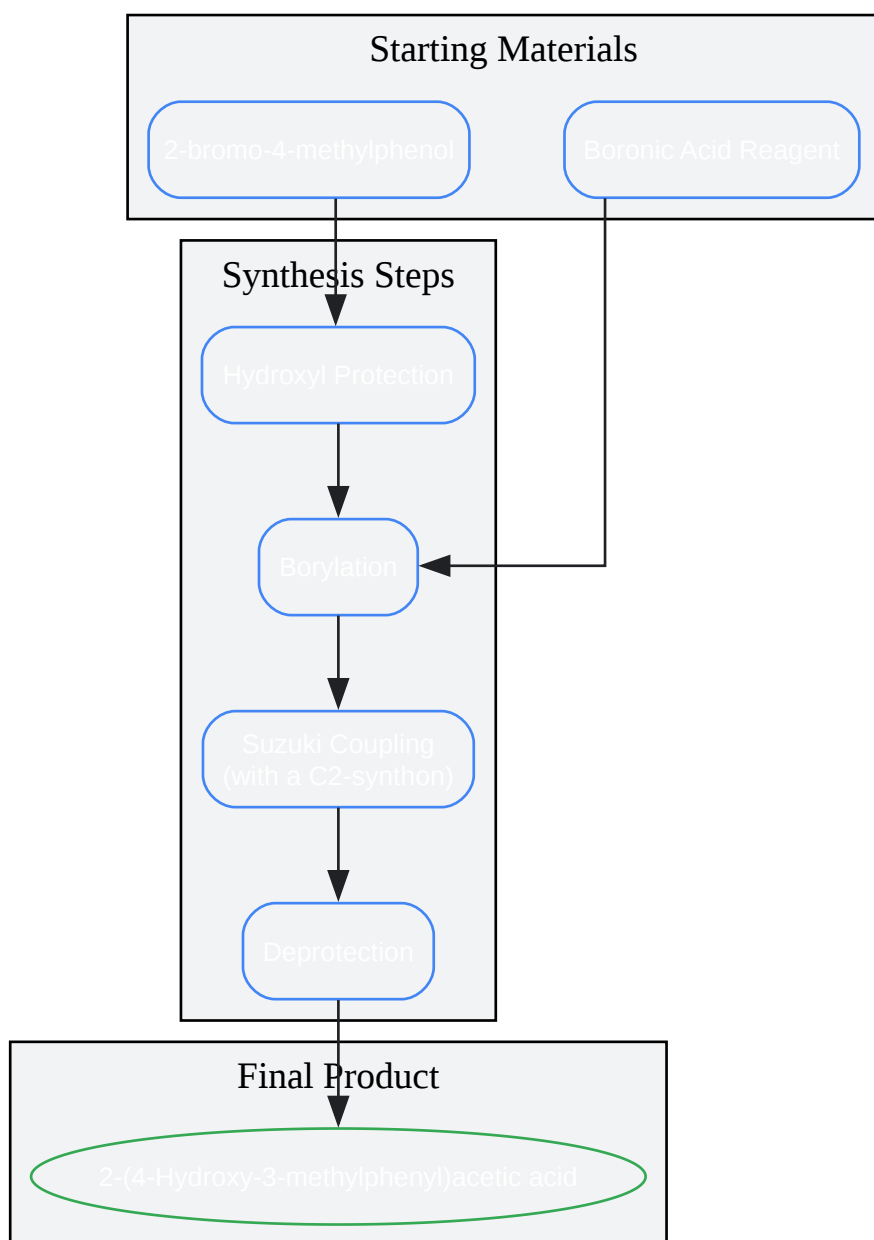 Starting Materials
2-bromo-4-methylphenol
Boronic Acid Reagent
Synthesis Steps
Hydroxyl Protection
Borylation
Suzuki Coupling
(with a C2-synthon)
Deprotection
Final Product
2-(4-Hydroxy-3-methylphenyl)acetic acid